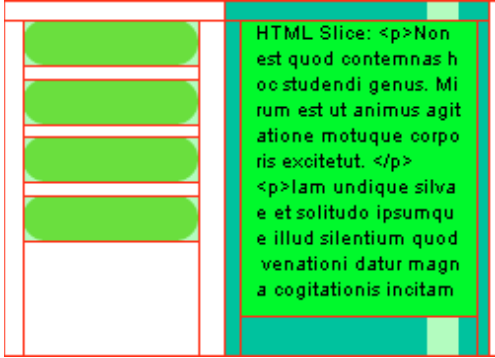 HTML Slice: <p>Non
est quod contemnas h
oc studendi genus. Mi
rum est ut animus agit
atione motuque corpo
ris excitetut. </p>
<p>Iam undique silva
e et solitudo ipsumqu
e illud silentium quod
venationi datur magn
a cogitationis incitam